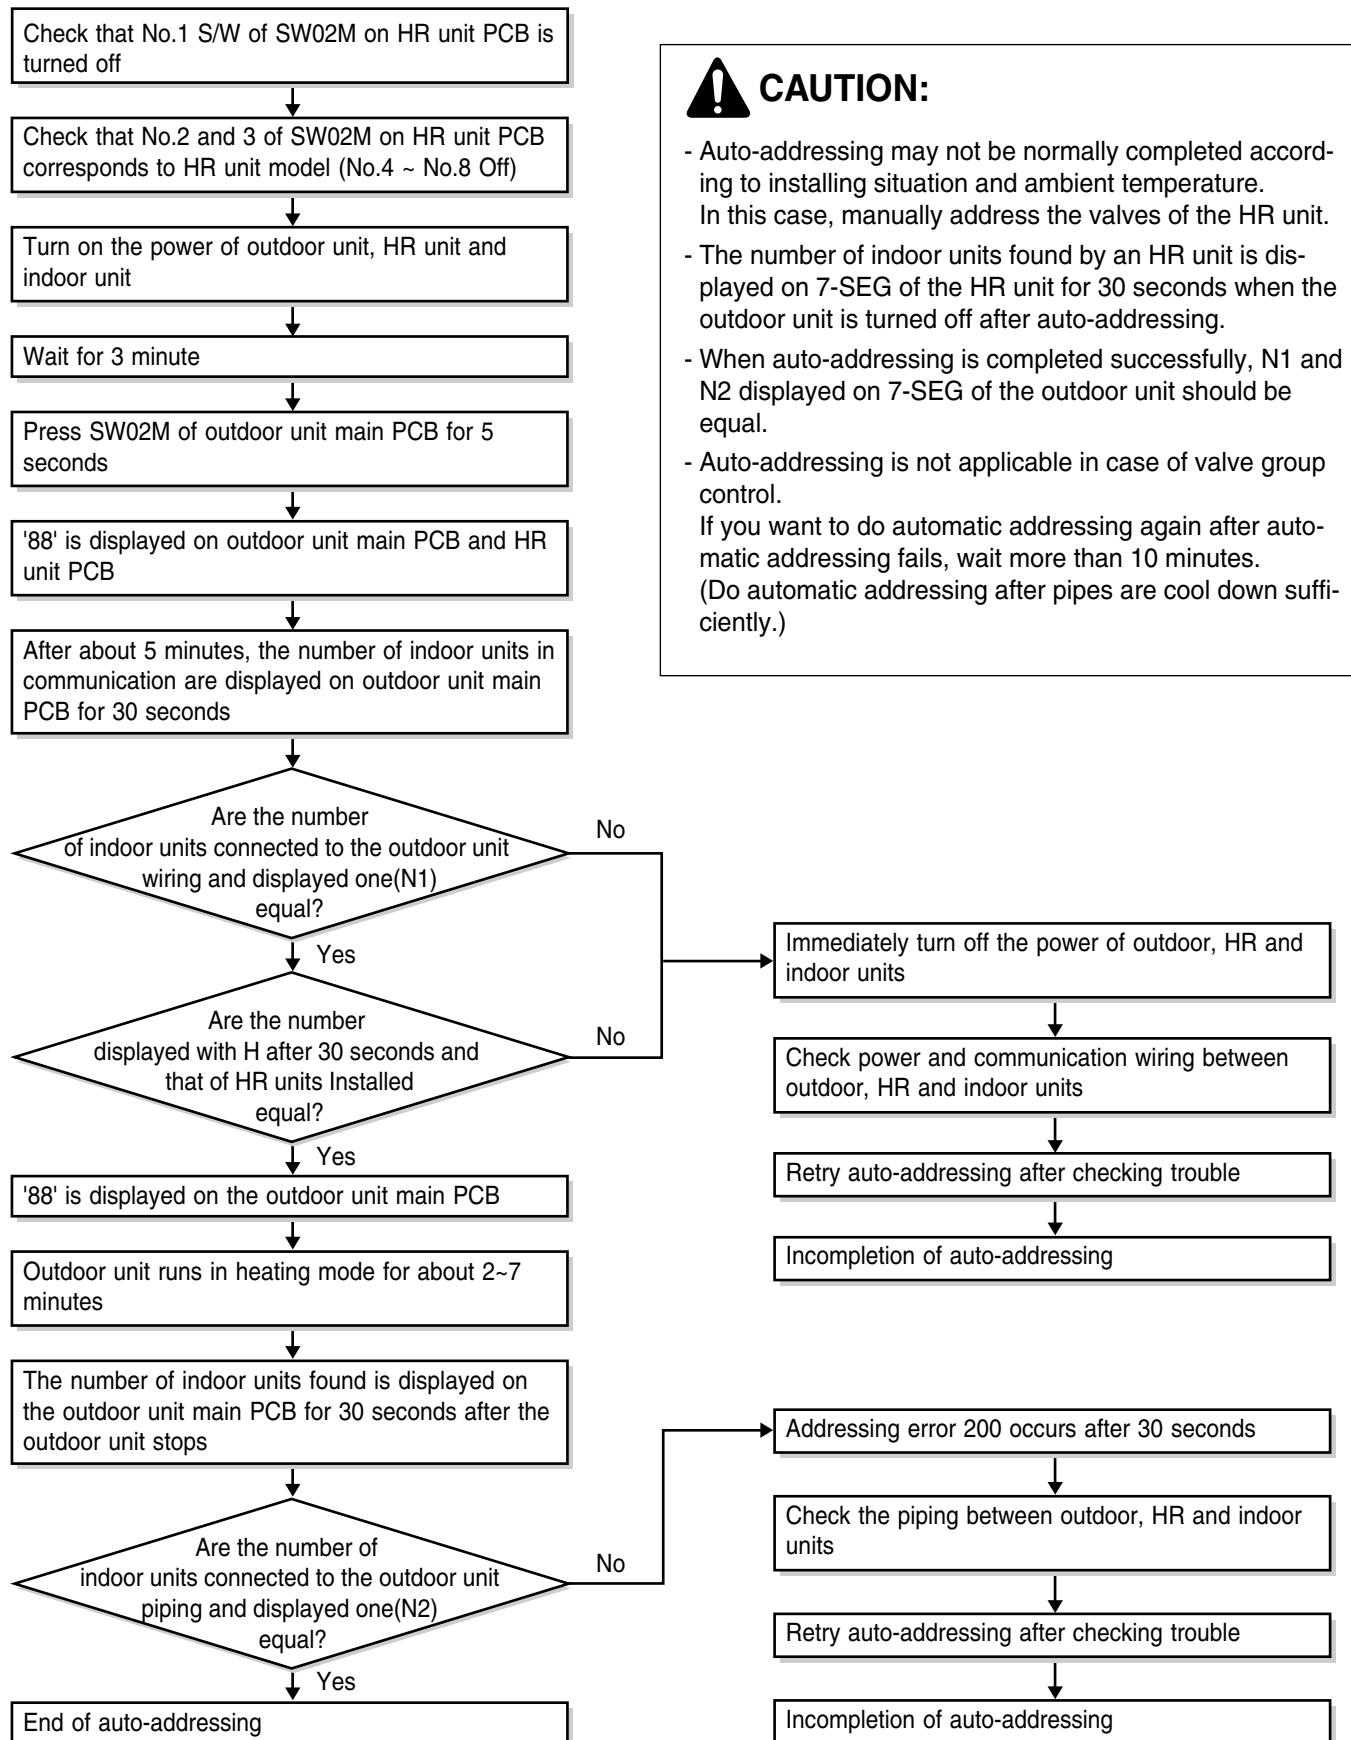 Check that No.1 S/W of SW02M on HR unit PCB is
turned off
Check that No.2 and 3 of SW02M on HR unit PCB
corresponds to HR unit model (No.4 ~ No.8 Off)
Turn on the power of outdoor unit, HR unit and
indoor unit
Wait for 3 minute
Press SW02M of outdoor unit main PCB for 5
seconds
'88' is displayed on outdoor unit main PCB and HR
unit PCB
After about 5 minutes, the number of indoor units in
communication are displayed on outdoor unit main
PCB for 30 seconds
Are the number
of indoor units connected to the outdoor unit
wiring and displayed one(N1)
equal?
No
Yes
Are the number
displayed with H after 30 seconds and
that of HR units Installed
equal?
No
Yes
'88' is displayed on the outdoor unit main PCB
Outdoor unit runs in heating mode for about 2~7
minutes
The number of indoor units found is displayed on
the outdoor unit main PCB for 30 seconds after the
outdoor unit stops
Are the number of
indoor units connected to the outdoor unit
piping and displayed one(N2)
equal?
No
Yes
End of auto-addressing
CAUTION:
- Auto-addressing may not be normally completed accord-
ing to installing situation and ambient temperature.
In this case, manually address the valves of the HR unit.
- The number of indoor units found by an HR unit is dis-
played on 7-SEG of the HR unit for 30 seconds when the
outdoor unit is turned off after auto-addressing.
- When auto-addressing is completed successfully, N1 and
N2 displayed on 7-SEG of the outdoor unit should be
equal.
- Auto-addressing is not applicable in case of valve group
control.
If you want to do automatic addressing again after auto-
matic addressing fails, wait more than 10 minutes.
(Do automatic addressing after pipes are cool down suffi-
ciently.)
Immediately turn off the power of outdoor, HR and
indoor units
Check power and communication wiring between
outdoor, HR and indoor units
Retry auto-addressing after checking trouble
Incompletion of auto-addressing
Addressing error 200 occurs after 30 seconds
Check the piping between outdoor, HR and indoor
units
Retry auto-addressing after checking trouble
Incompletion of auto-addressing